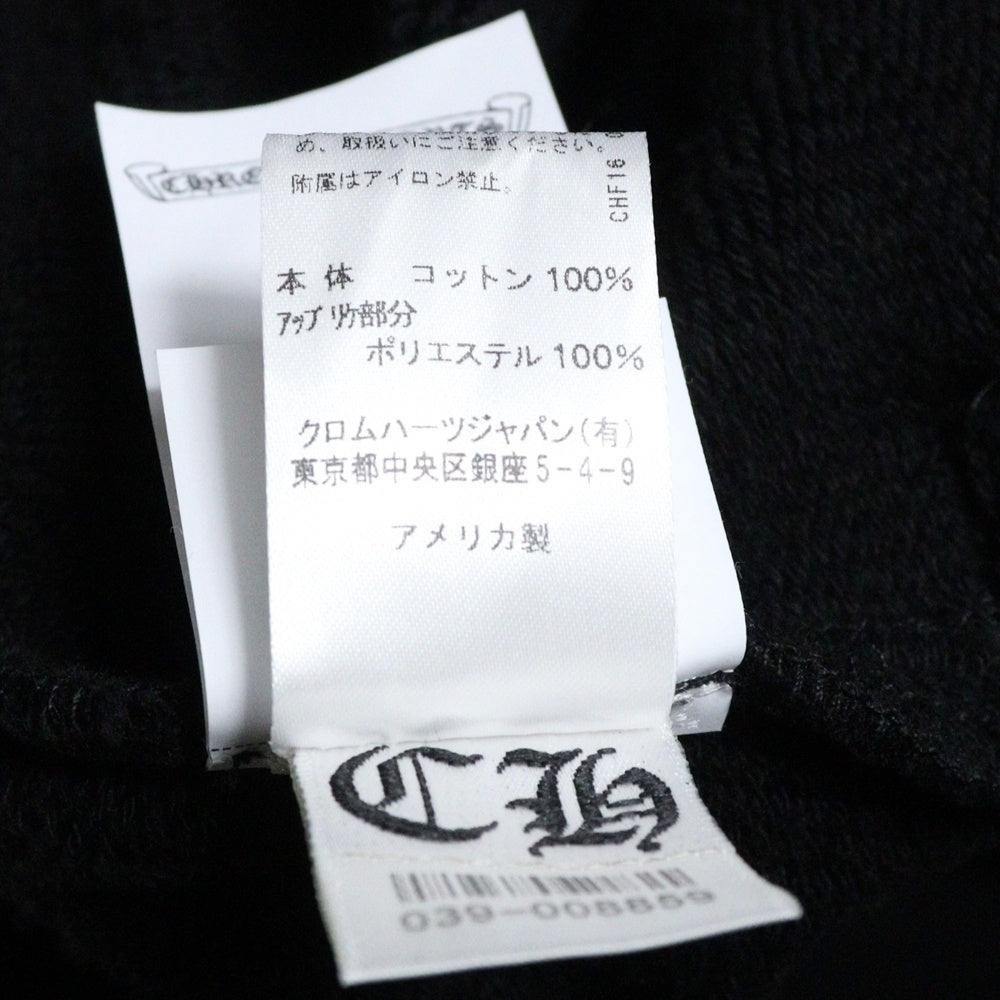 め、取扱いにご注意ください。
附属はアイロン禁止。
CHF16
本 体 コットン 100%
アップリケ部分
ポリエステル 100%
クロムハーツジャパン(有)
東京都中央区銀座5-4-9
アメリカ製
CH
039-008859